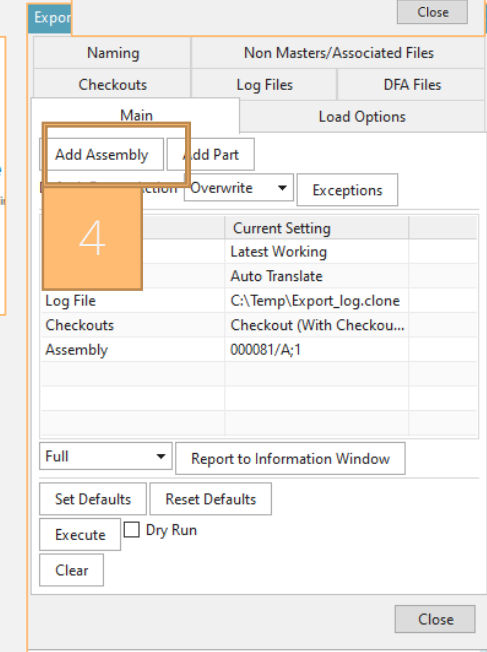 Close
Expor
Naming Non Masters/Associated Files
Checkouts Log Files DFA Files
Main Load Options
Add Assembly Add Part
Overwrite Exceptions
4
Current Setting
Latest Working
Auto Translate
Log File C:\Temp\Export_log.clone
Checkouts Checkout (With Checkou...
Assembly 000081/A;1
Full Report to Information Window
Set Defaults Reset Defaults
Execute Dry Run
Clear
Close